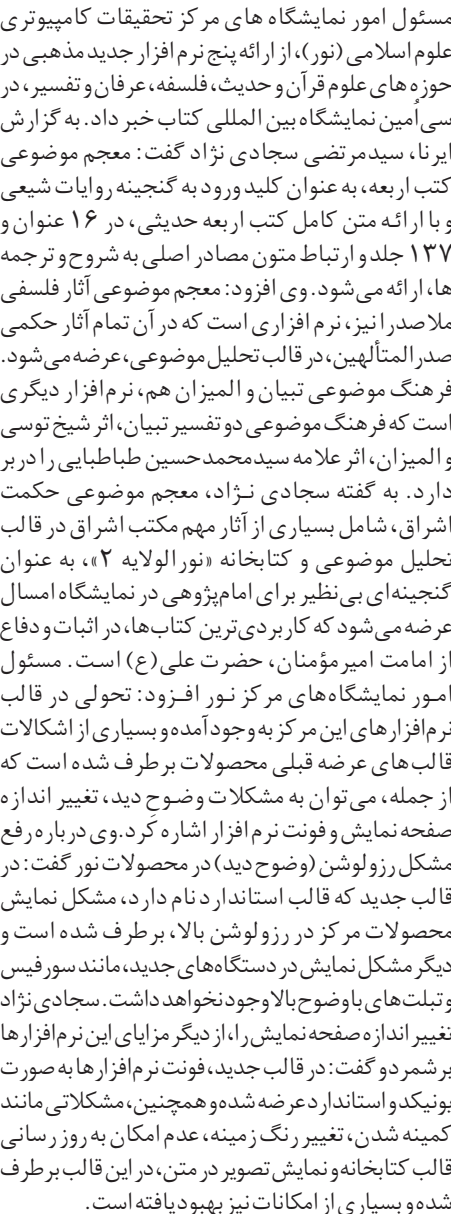 مسئول امور نمایشگاه های مرکز تحقیقات کامپیوتری
علوم اسلامی (نور)، از ارائه پنج نرم افزار جدید مذهبی در
حوزه های علوم قرآن و حدیث، فلسفه، عرفان و تفسیر، در
سی‌اُمین نمایشگاه بین المللی کتاب خبر داد. به گزارش
ایرنا، سیدمرتضی سجادی نژاد گفت: معجم موضوعی
کتب اربعه، به عنوان کلید ورود به گنجینه روایات شیعی
و با ارائه متن کامل کتب اربعه حدیثی، در ۱۶ عنوان و
۱۳۷ جلد و ارتباط متون مصادر اصلی به شروح و ترجمه
ها، ارائه می‌شود. وی افزود: معجم موضوعی آثار فلسفی
ملاصدرا نیز، نرم افزاری است که در آن تمام آثار حکمی
صدرالمتألهین، در قالب تحلیل موضوعی، عرضه می‌شود.
فرهنگ موضوعی تبیان و المیزان هم، نرم‌افزار دیگری
است که فرهنگ موضوعی دو تفسیر تبیان، اثر شیخ توسی
و المیزان، اثر علامه سیدمحمدحسین طباطبایی را دربر
دارد. به گفته سجادی نـژاد، معجم موضوعی حکمت
اشراق، شامل بسیاری از آثار مهم مکتب اشراق در قالب
تحلیل موضوعی و کتابخانه «نورالولایه ۲»، به عنوان
گنجینه‌ای بی‌نظیر برای امام‌پژوهی در نمایشگاه امسال
عرضه می‌شود که کاربردی‌ترین کتاب‌ها، در اثبات و دفاع
از امامت امیرمؤمنان، حضرت علی(ع) است. مسئول
امـور نمایشگاه‌های مرکز نـور افـزود: تحولی در قالب
نرم‌افزارهای این مرکز به‌وجود آمده و بسیاری از اشکالات
قالب‌های عرضه قبلی محصولات برطرف شده است که
از جمله، می‌توان به مشکلات وضـوحِ دید، تغییر اندازه
صفحه نمایش و فونت نرم افزار اشاره کَرد.وی درباره رفع
مشکل رزولوشن (وضوح دید) در محصولات نور گفت: در
قالب جدید که قالب استاندارد نام دارد، مشکل نمایش
محصولات مرکز در رزولوشن بالا، برطرف شده است و
دیگر مشکل نمایش در دستگاه‌های جدید، مانند سورفیس
و تبلت‌های با وضوح بالا وجود نخواهد داشت. سجادی نژاد
تغییر اندازه صفحه نمایش را، از دیگر مزایای این نرم‌افزارها
برشمرد و گفت: در قالب جدید، فونت نرم‌افزارها به صورت
یونیکد و استاندارد عرضه شده و همچنین، مشکلاتی مانند
کمینه شدن، تغییر رنگ زمینه، عدم امکان به روز رسانی
قالب کتابخانه و نمایش تصویر در متن، در این قالب برطرف
شده و بسیاری از امکانات نیز بهبود یافته است.